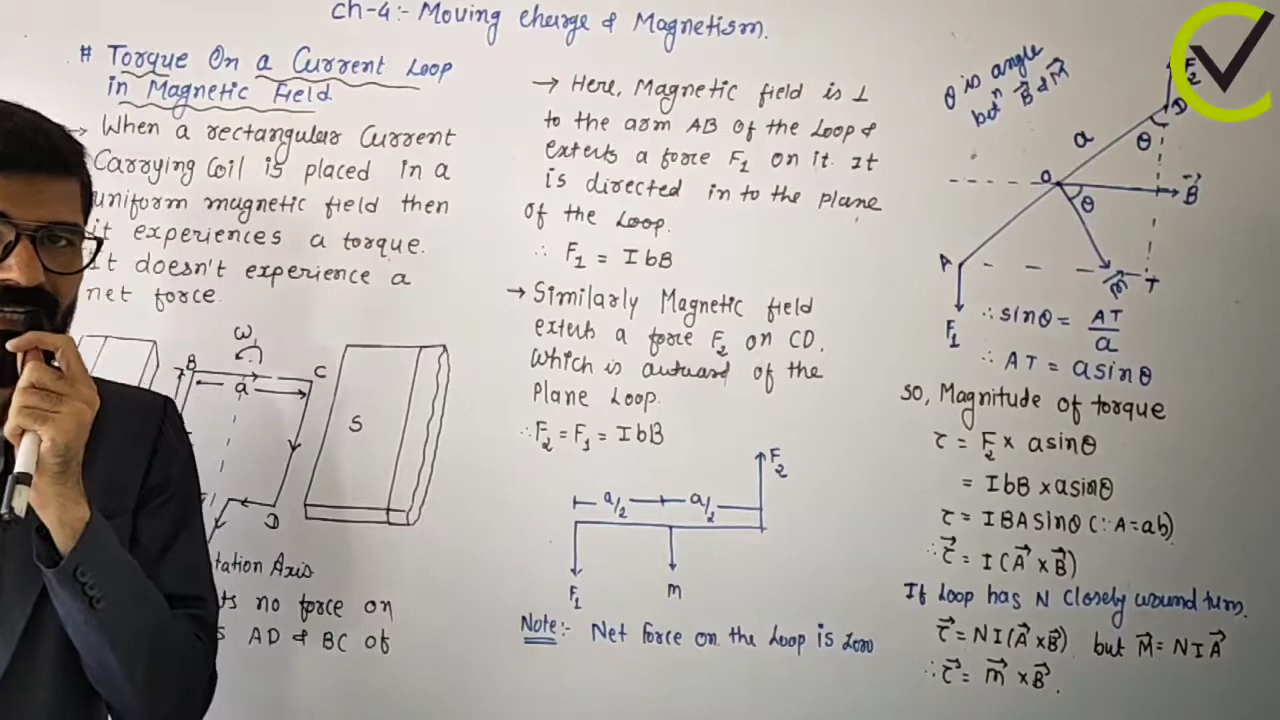 Ch-4:- Moving charge & Magnetism.
# Torque On a Current Loop
in Magnetic Field.
→ When a rectangular Current
Carrying Coil is placed in a
uniform magnetic field then
it experiences a torque.
It doesn't experience a
net force.
ω
B
a
C
S
D
tation Axis
ts no force on
AD & BC of
→ Here, Magnetic field is ⊥
to the arm AB of the Loop &
exterts a force F₁ on it. It
is directed in to the plane
of the Loop.
∴ F₁ = IbB
→ Similarly Magnetic field
exterts a force F₂ on CD.
Which is outward of the
Plane Loop.
∴ F₂ = F₁ = IbB
F₂
a/2 a/2
F₁ m
Note:- Net Force on the Loop is Zero
θ is angle
butⁿ B⃗ & M⃗
F₂
D
θ
a
O
B⃗
θ
A
m⃗
T
F₁
∴ sinθ = AT/a
∴ AT = a sinθ
So, Magnitude of torque
τ = F₂ × a sinθ
= IbB × a sinθ
τ = IBA sinθ (∵ A = ab)
∴ τ⃗ = I(A⃗ × B⃗)
If Loop has N closely wound turn.
τ⃗ = NI(A⃗ × B⃗) but M⃗ = NIA⃗
∴ τ⃗ = m⃗ × B⃗.